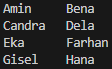 Amin Bena
Candra Dela
Eka Farhan
Gisel Hana